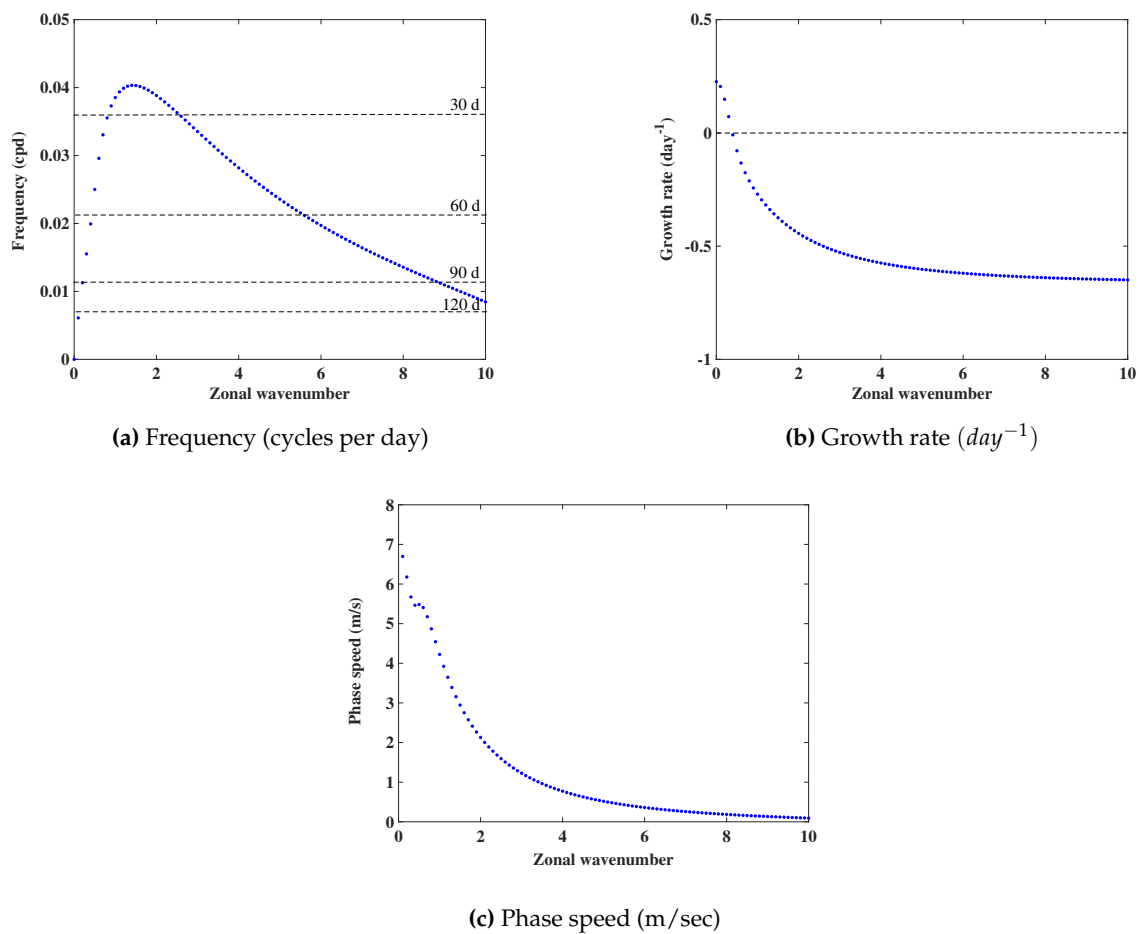 0.05
0.04
0.03
0.02
0.01
0
Frequency (cpd)
30 d
60 d
90 d
120 d
0 2 4 6 8 10
Zonal wavenumber
(a) Frequency (cycles per day)
0.5
0
-0.5
-1
Growth rate (day⁻¹)
0 2 4 6 8 10
Zonal wavenumber
(b) Growth rate (day⁻¹)
8
7
6
5
4
3
2
1
0
Phase speed (m/s)
0 2 4 6 8 10
Zonal wavenumber
(c) Phase speed (m/sec)